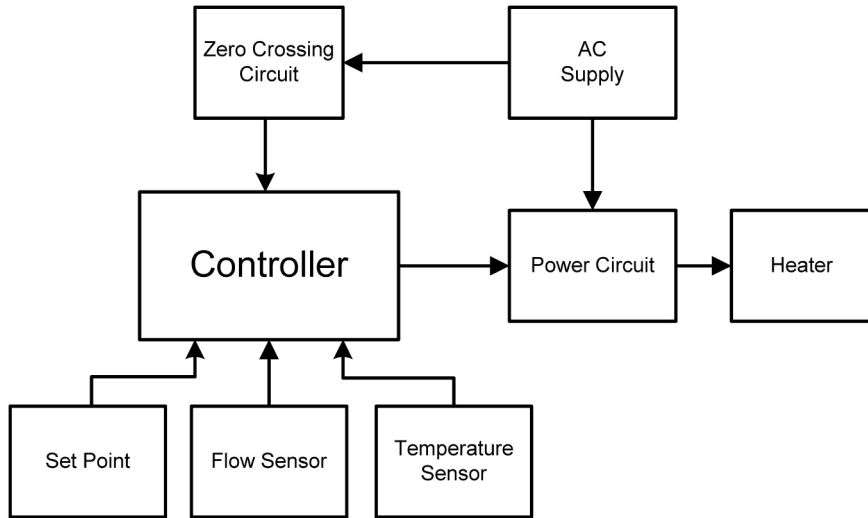 Zero Crossing
Circuit
AC
Supply
Controller
Power Circuit
Heater
Set Point
Flow Sensor
Temperature
Sensor